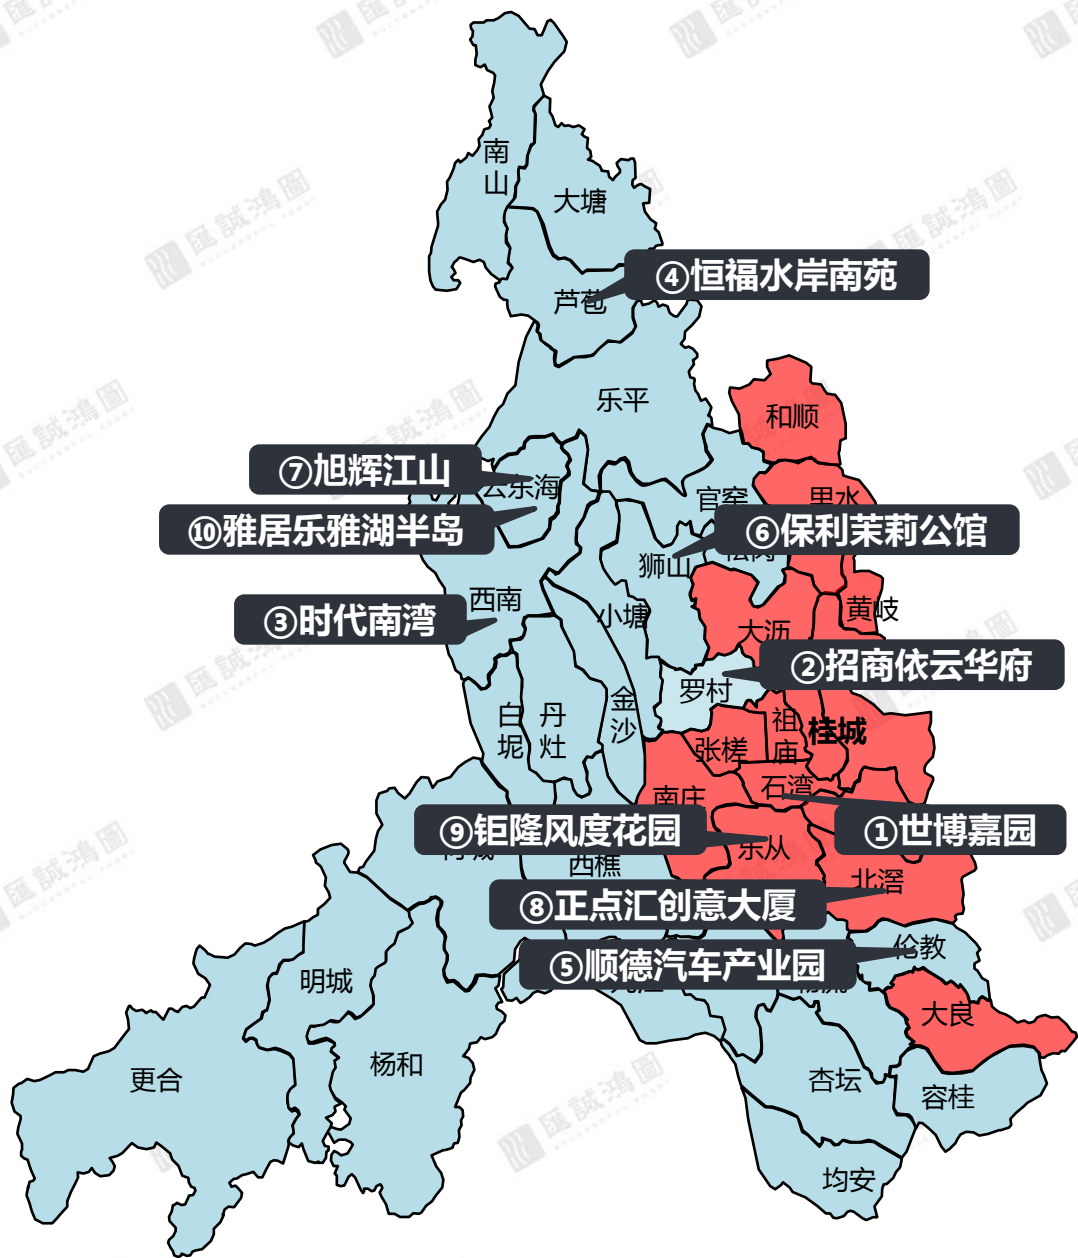 南山
大塘
④恒福水岸南苑
芦苞
乐平
和顺
⑦旭辉江山
云东海
官窑
里水
⑩雅居乐雅湖半岛
⑥保利茉莉公馆
狮山
西南
小塘
黄岐
③时代南湾
大沥
②招商依云华府
罗村
金沙
白坭
丹灶
祖庙
桂城
张槎
石湾
南庄
⑨钜隆风度花园
①世博嘉园
乐从
西樵
北滘
⑧正点汇创意大厦
伦教
⑤顺德汽车产业园
明城
大良
杨和
更合
杏坛
容桂
均安
匯誠鴻圖